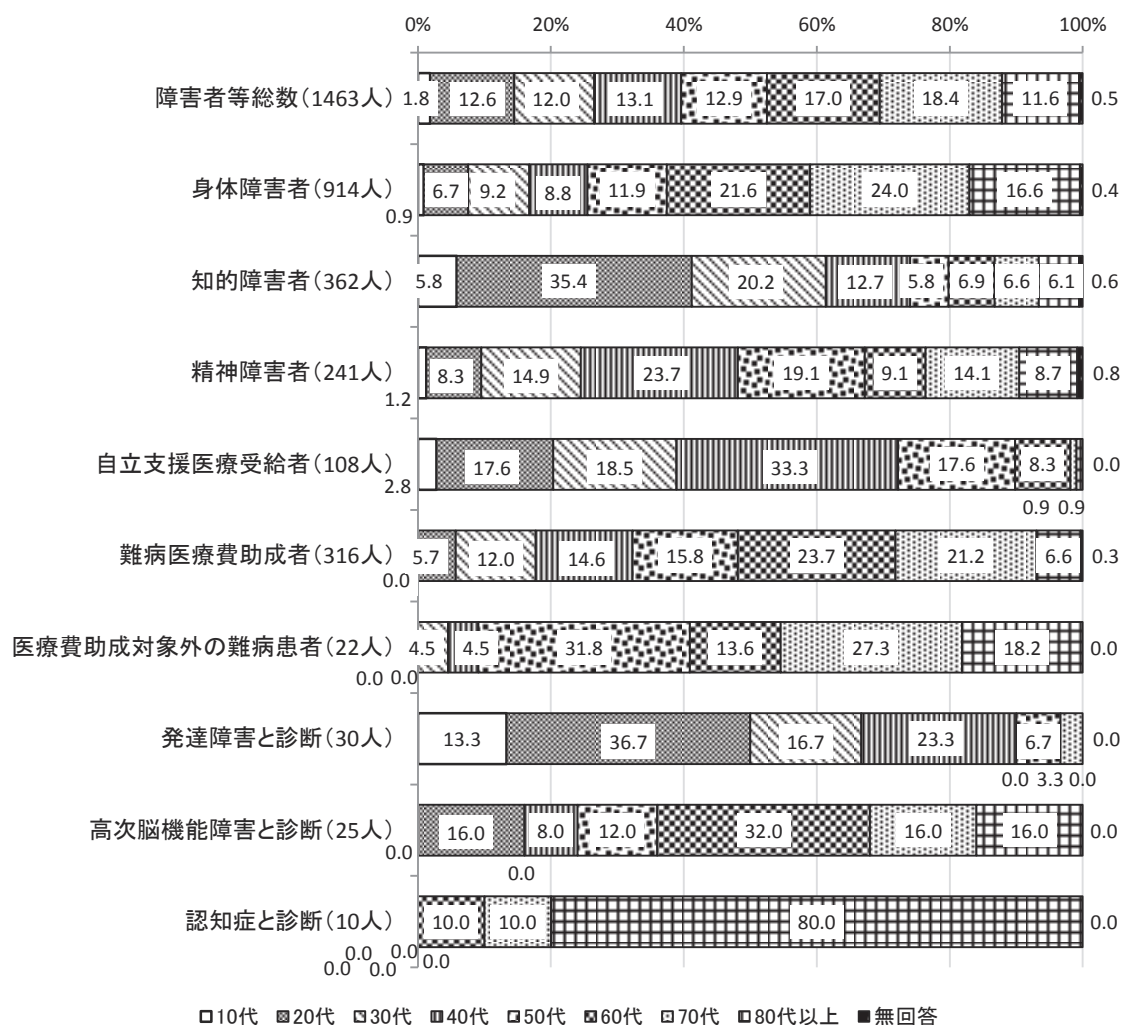 0% 20% 40% 60% 80% 100%
障害者等総数(1463人) 1.8 12.6 12.0 13.1 12.9 17.0 18.4 11.6 0.5
身体障害者(914人) 6.7 9.2 8.8 11.9 21.6 24.0 16.6 0.4
0.9
知的障害者(362人) 5.8 35.4 20.2 12.7 5.8 6.9 6.6 6.1 0.6
精神障害者(241人) 8.3 14.9 23.7 19.1 9.1 14.1 8.7 0.8
1.2
自立支援医療受給者(108人) 17.6 18.5 33.3 17.6 8.3 0.0
2.8 0.9 0.9
難病医療費助成者(316人) 5.7 12.0 14.6 15.8 23.7 21.2 6.6 0.3
0.0
医療費助成対象外の難病患者(22人) 4.5 4.5 31.8 13.6 27.3 18.2 0.0
0.0 0.0
発達障害と診断(30人) 13.3 36.7 16.7 23.3 6.7 0.0
0.0 3.3 0.0
高次脳機能障害と診断(25人) 16.0 8.0 12.0 32.0 16.0 16.0 0.0
0.0
0.0
認知症と診断(10人) 10.0 10.0 80.0 0.0
0.0 0.0 0.0 0.0
10代 20代 30代 40代 50代 60代 70代 80代以上 無回答